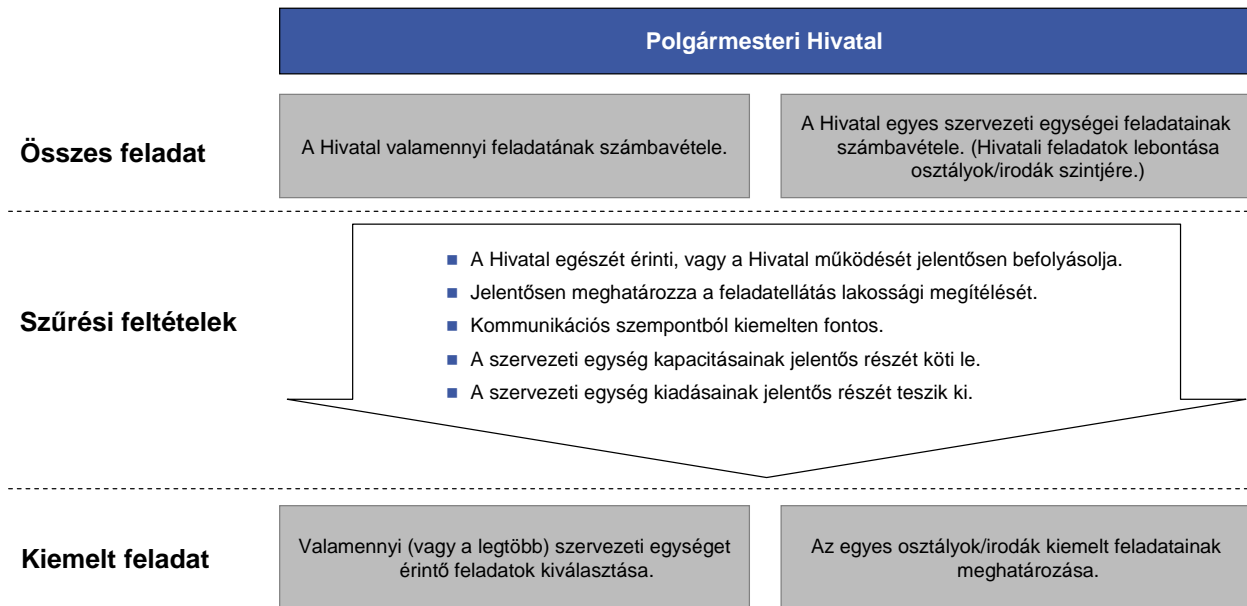 Polgármesteri Hivatal
Összes feladat
A Hivatal valamennyi feladatának számbavétele.
A Hivatal egyes szervezeti egységei feladatainak
számbavétele. (Hivatali feladatok lebontása
osztályok/irodák szintjére.)
Szűrési feltételek
A Hivatal egészét érinti, vagy a Hivatal működését jelentősen befolyásolja.
Jelentősen meghatározza a feladatellátás lakossági megítélését.
Kommunikációs szempontból kiemelten fontos.
A szervezeti egység kapacitásainak jelentős részét köti le.
A szervezeti egység kiadásainak jelentős részét teszik ki.
Kiemelt feladat
Valamennyi (vagy a legtöbb) szervezeti egységet
érintő feladatok kiválasztása.
Az egyes osztályok/irodák kiemelt feladatainak
meghatározása.